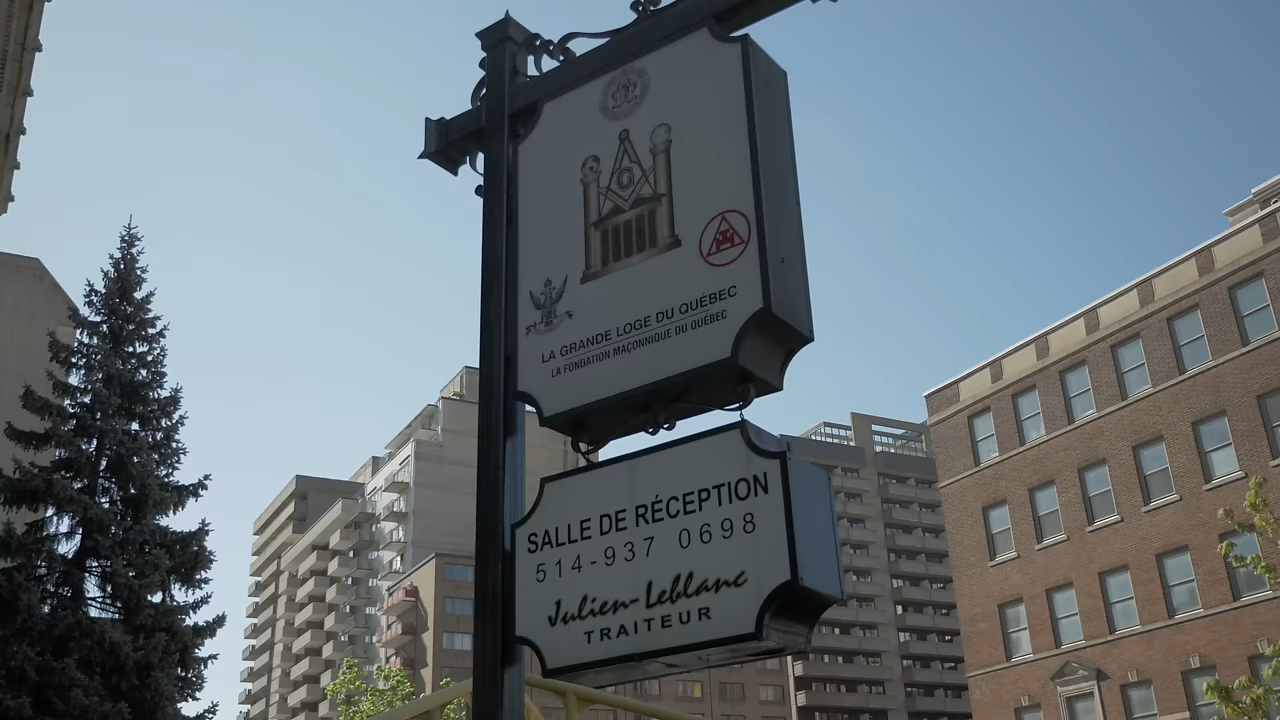 G
LA GRANDE LOGE DU QUÉBEC
LA FONDATION MAÇONNIQUE DU QUÉBEC
SALLE DE RÉCEPTION
514-937 0698
Julien-Leblanc
TRAITEUR